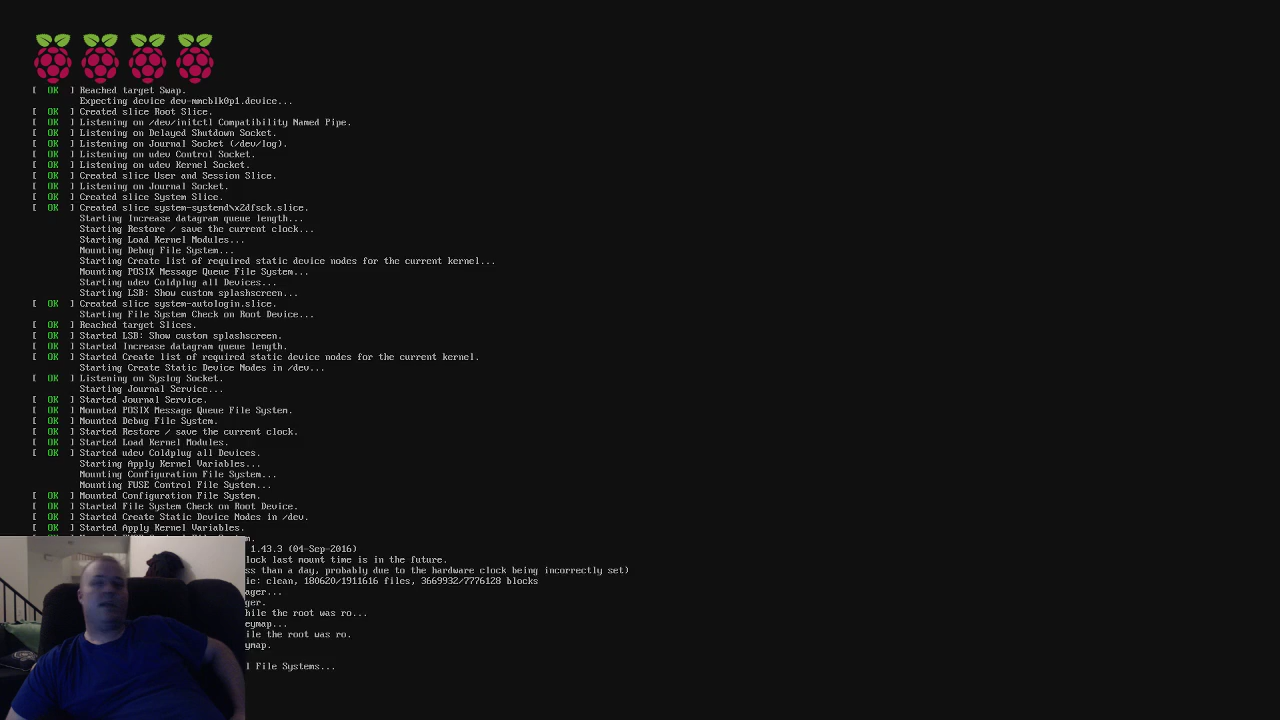 [  OK  ] Reached target Swap.
Expecting device dev-mmcblk0p1.device...
[  OK  ] Created slice Root Slice.
[  OK  ] Listening on /dev/initctl Compatibility Named Pipe.
[  OK  ] Listening on Delayed Shutdown Socket.
[  OK  ] Listening on Journal Socket (/dev/log).
[  OK  ] Listening on udev Control Socket.
[  OK  ] Listening on udev Kernel Socket.
[  OK  ] Created slice User and Session Slice.
[  OK  ] Listening on Journal Socket.
[  OK  ] Created slice System Slice.
[  OK  ] Created slice system-systemd\x2dfsck.slice.
Starting Increase datagram queue length...
Starting Restore / save the current clock...
Starting Load Kernel Modules...
Mounting Debug File System...
Starting Create list of required static device nodes for the current kernel...
Mounting POSIX Message Queue File System...
Starting udev Coldplug all Devices...
Starting LSB: Show custom splashscreen...
[  OK  ] Created slice system-autologin.slice.
Starting File System Check on Root Device...
[  OK  ] Reached target Slices.
[  OK  ] Started LSB: Show custom splashscreen.
[  OK  ] Started Increase datagram queue length.
[  OK  ] Started Create list of required static device nodes for the current kernel.
Starting Create Static Device Nodes in /dev...
[  OK  ] Listening on Syslog Socket.
Starting Journal Service...
[  OK  ] Started Journal Service.
[  OK  ] Mounted POSIX Message Queue File System.
[  OK  ] Mounted Debug File System.
[  OK  ] Started Restore / save the current clock.
[  OK  ] Started Load Kernel Modules.
[  OK  ] Started udev Coldplug all Devices.
Starting Apply Kernel Variables...
Mounting Configuration File System...
Mounting FUSE Control File System...
[  OK  ] Mounted Configuration File System.
[  OK  ] Started File System Check on Root Device.
[  OK  ] Started Create Static Device Nodes in /dev.
[  OK  ] Started Apply Kernel Variables.
1.43.3 (04-Sep-2016)
lock last mount time is in the future.
ss than a day, probably due to the hardware clock being incorrectly set)
: clean, 180620/1911616 files, 3669932/7776128 blocks
ager...
ger.
hile the root was ro...
eymap...
ile the root was ro.
ymap.
l File Systems...